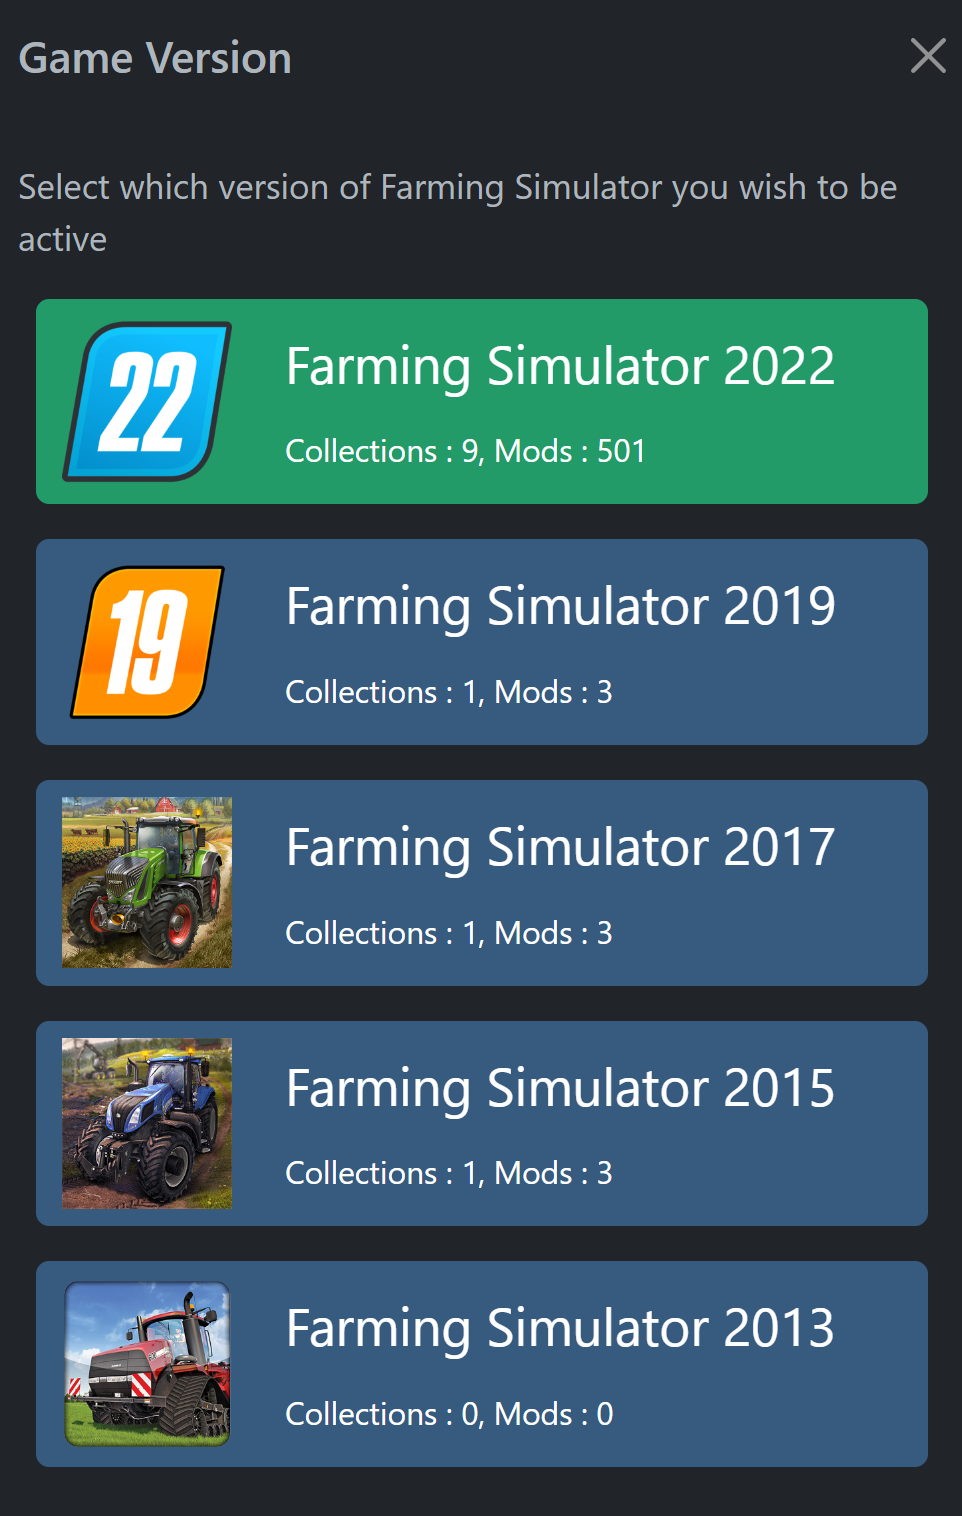 Game Version
Select which version of Farming Simulator you wish to be
active
22
Farming Simulator 2022
Collections : 9, Mods : 501
19
Farming Simulator 2019
Collections : 1, Mods : 3
Farming Simulator 2017
Collections : 1, Mods : 3
Farming Simulator 2015
Collections : 1, Mods : 3
Farming Simulator 2013
Collections : 0, Mods : 0